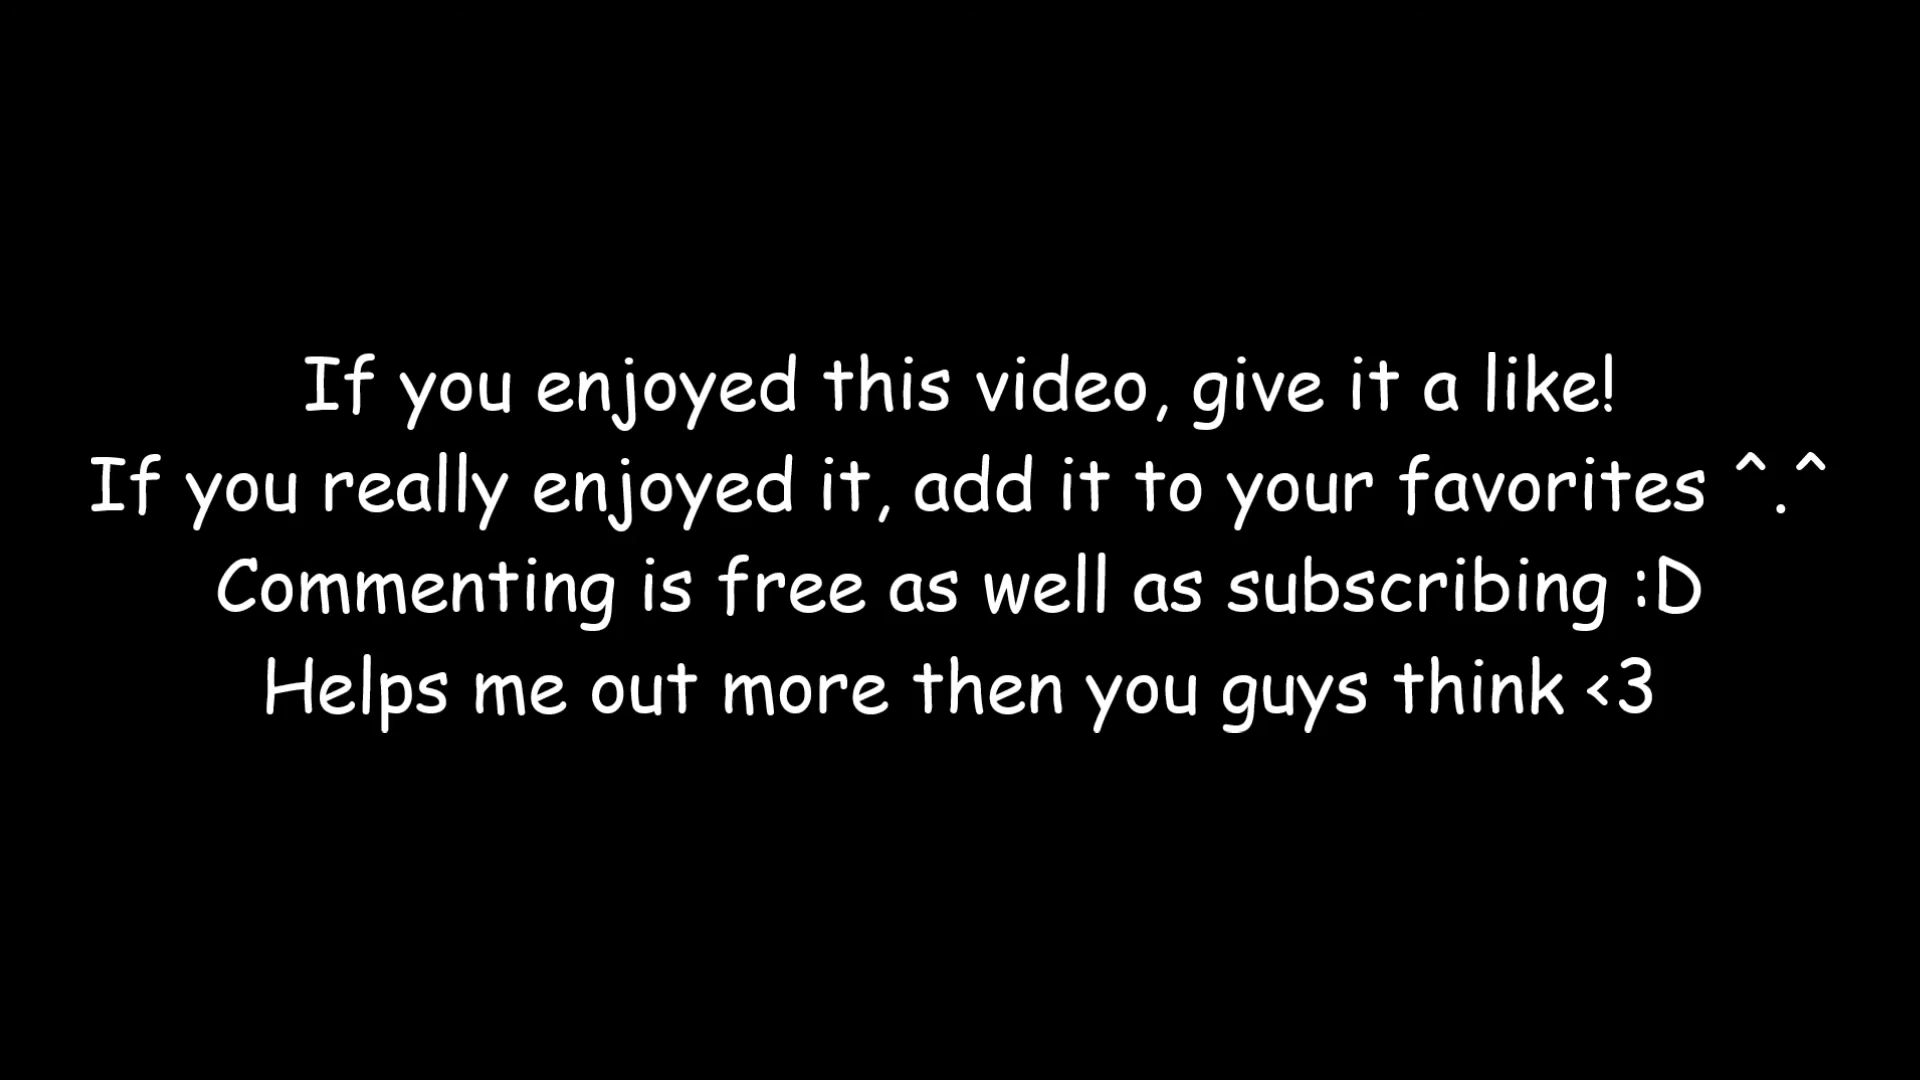 If you enjoyed this video, give it a like!
If you really enjoyed it, add it to your favorites ^.^
Commenting is free as well as subscribing :D
Helps me out more then you guys think <3